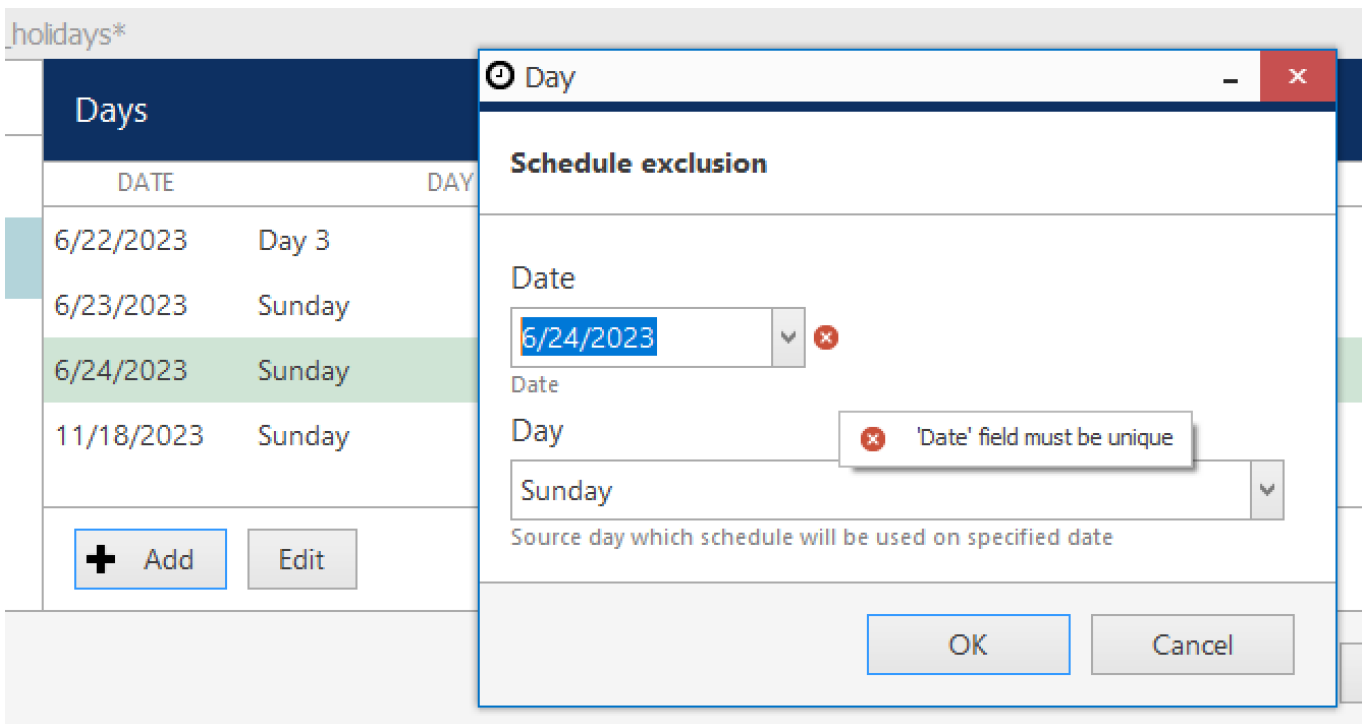 _holidays*
Days
DATE DAY
6/22/2023 Day 3
6/23/2023 Sunday
6/24/2023 Sunday
11/18/2023 Sunday
Add Edit
Day
Schedule exclusion
Date
6/24/2023
Date
Day
'Date' field must be unique
Sunday
Source day which schedule will be used on specified date
OK Cancel